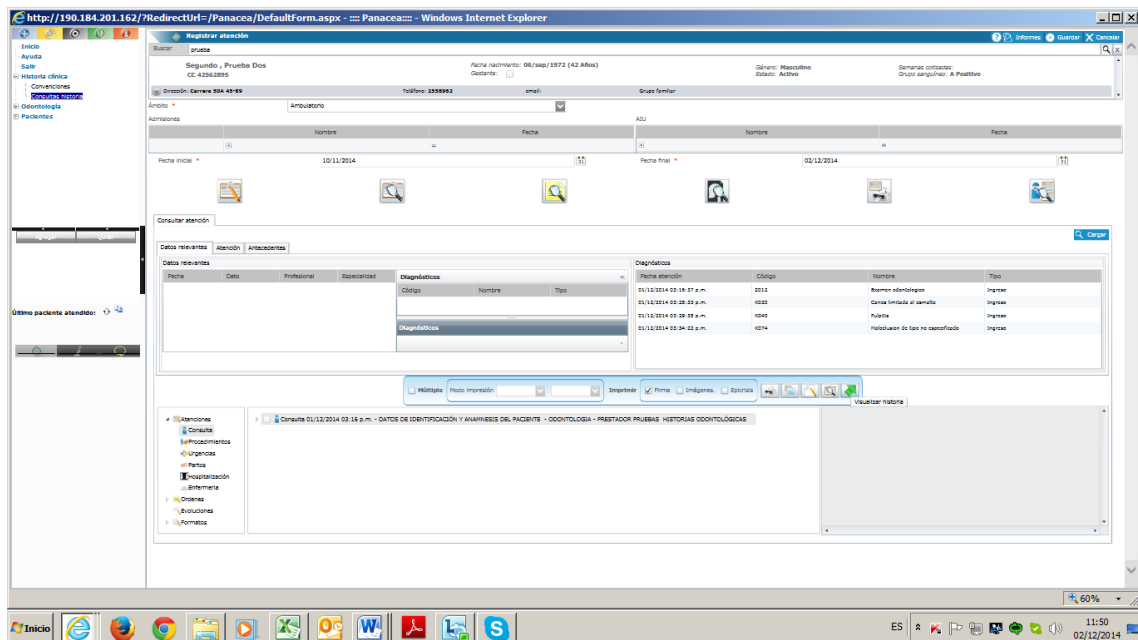 http://190.184.201.162/?RedirectUrl=/Panacea/DefaultForm.aspx - :::: Panacea:::: - Windows Internet Explorer
Inicio
Ayuda
Salir
Historia clínica
Convenciones
Consultas historia
Odontología
Pacientes
Último paciente atendido:
Registrar atención
Informes
Guardar
Cancelar
Buscar prueba
Segundo , Prueba Dos
CC 42562895
Fecha nacimiento: 06/sep/1972 (42 Años)
Gestante:
Género: Masculino
Estado: Activo
Semanas cotizadas:
Grupo sanguíneo: A Positivo
Dirección: Carrera 50A 45-89 Teléfono: 2558962 email: Grupo familiar
Ámbito * Ambulatorio
Admisiones AIU
Nombre Fecha Nombre Fecha
Fecha inicial * 10/11/2014 Fecha final * 02/12/2014
Consultar atención
Cargar
Datos relevantes Atención Antecedentes
Datos relevantes
Fecha Dato Profesional Especialidad
Diagnósticos
Código Nombre Tipo
Diagnósticos
Diagnósticos
Fecha atención Código Nombre Tipo
01/12/2014 03:16:37 p.m. Z012 Examen odontologico Ingreso
01/12/2014 03:25:33 p.m. K020 Caries limitada al esmalte Ingreso
01/12/2014 03:29:35 p.m. K040 Pulpitis Ingreso
01/12/2014 03:34:22 p.m. K074 Maloclusion de tipo no especificado Ingreso
Múltiple Modo impresión Imprimir Firma Imágenes. Epicrisis
Visualizar historia
Atenciones
Consulta
Procedimientos
Urgencias
Partos
Hospitalización
Enfermeria
Ordenes
Evoluciones
Formatos
Consulta 01/12/2014 03:16 p.m. - DATOS DE IDENTIFICACIÓN Y ANAMNESIS DEL PACIENTE - ODONTOLOGIA - PRESTADOR PRUEBAS HISTORIAS ODONTOLÓGICAS
60%
Inicio
ES
11:50
02/12/2014